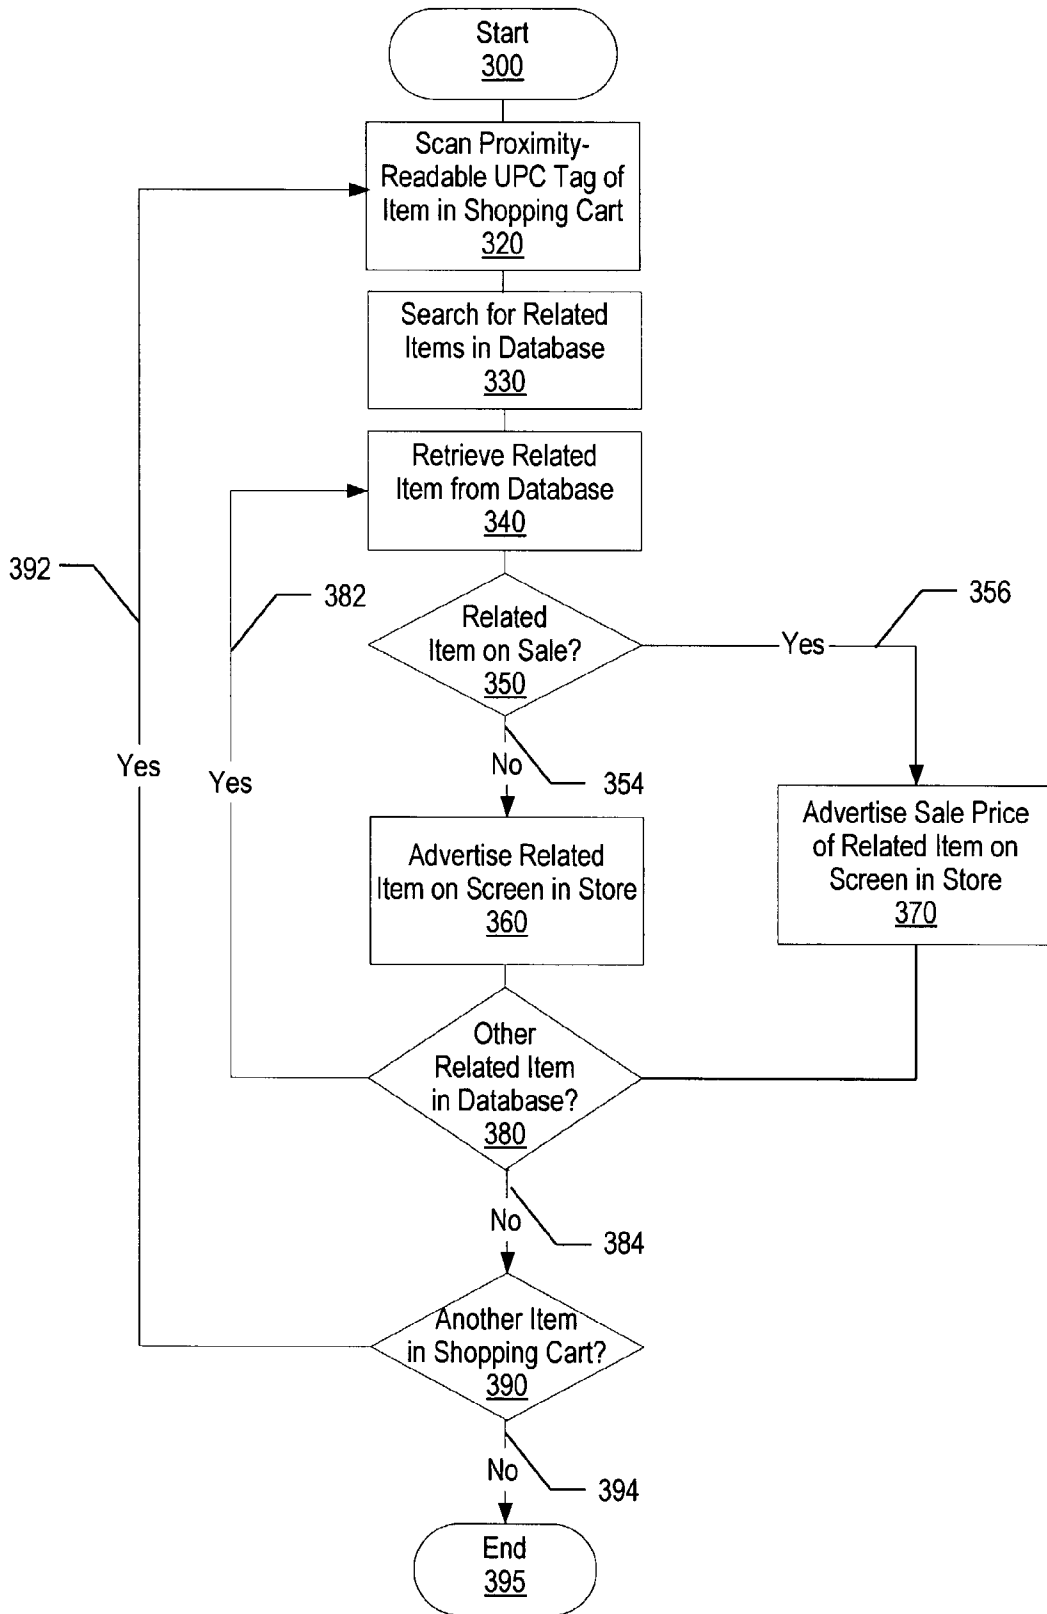 Start
300
Scan Proximity-
Readable UPC Tag of
Item in Shopping Cart
320
Search for Related
Items in Database
330
Retrieve Related
Item from Database
340
392
382
356
Related
Item on Sale?
350
Yes
Yes
Yes
No
354
Advertise Related
Item on Screen in Store
360
Advertise Sale Price
of Related Item on
Screen in Store
370
Other
Related Item
in Database?
380
No
384
Another Item
in Shopping Cart?
390
No
394
End
395